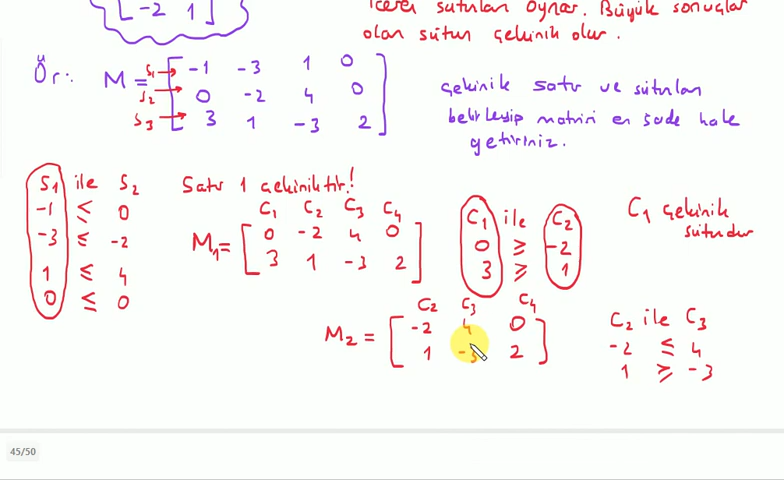 [ -2 1 ]
içeren sütunları oynar. Büyük sonuçlar
olan sütun çekinik olur.
Ör: M = S1 → [ -1 -3 1 0
S2 → 0 -2 4 0
S3 → 3 1 -3 2 ]
Çekinik satır ve sütunları
belirleyip matrisi en sade hale
getiriniz.
S1 ile S2
-1 ≤ 0
-3 ≤ -2
1 ≤ 4
0 ≤ 0
Satır 1 çekiniktir!
C1 C2 C3 C4
M1 = [ 0 -2 4 0
3 1 -3 2 ]
C1 ile C2
0 ≥ -2
3 ≥ 1
C1 çekinik
sütundur
C2 C3 C4
M2 = [ -2 4 0
1 -3 2 ]
C2 ile C3
-2 ≤ 4
1 ≥ -3
45/50